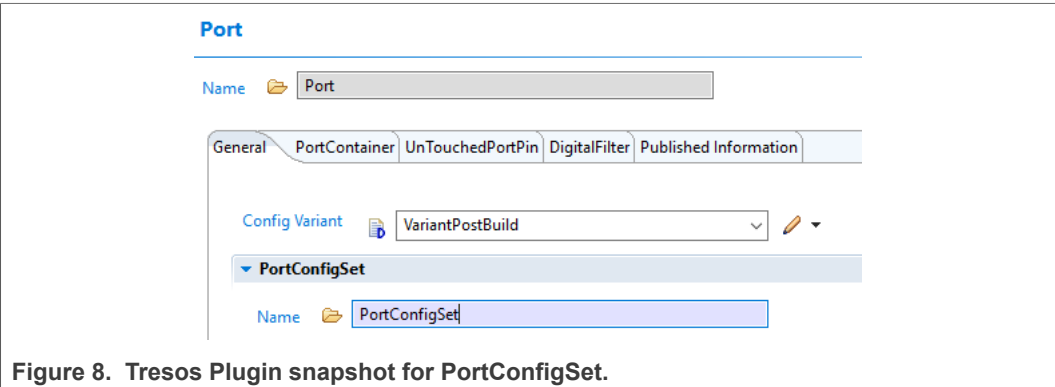 Port
Name Port
General PortContainer UnTouchedPortPin DigitalFilter Published Information
Config Variant VariantPostBuild
PortConfigSet
Name PortConfigSet
Figure 8. Tresos Plugin snapshot for PortConfigSet.